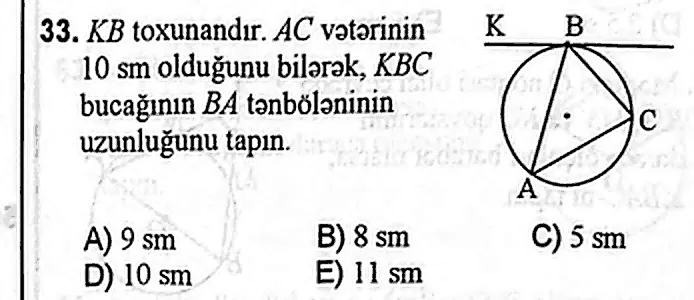 33. KB toxunandır. AC vətərinin
10 sm olduğunu bilərək, KBC
bucağının BA tənböləninin
uzunluğunu tapın.
K B
C
A
A) 9 sm B) 8 sm C) 5 sm
D) 10 sm E) 11 sm